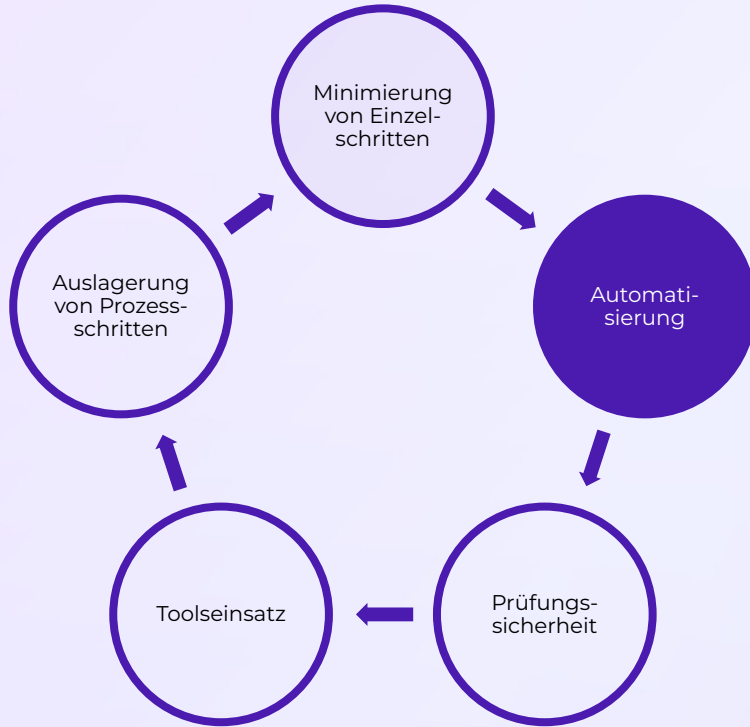 Minimierung
von Einzel-
schritten
Automati-
sierung
Prüfungs-
sicherheit
Toolseinsatz
Auslagerung
von Prozess-
schritten